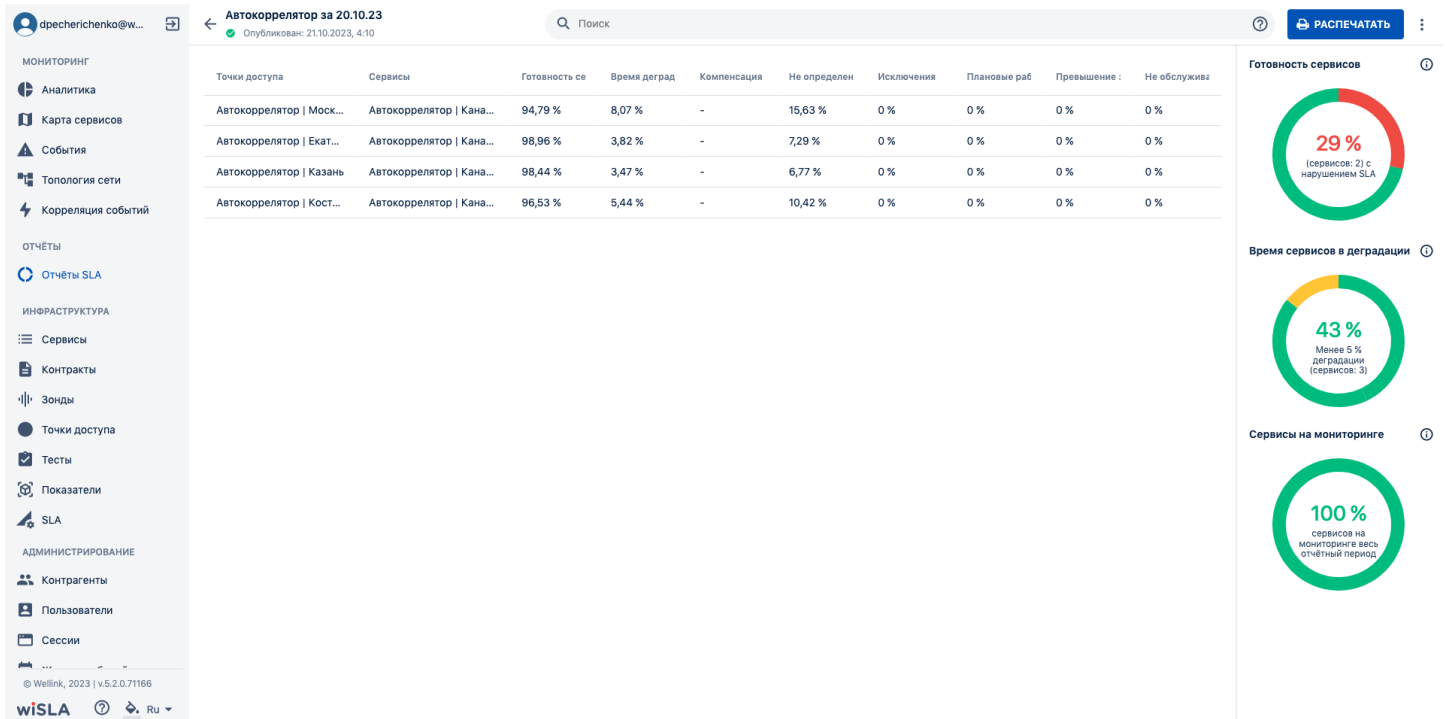 dpecherichenko@w...
МОНИТОРИНГ
Аналитика
Карта сервисов
События
Топология сети
Корреляция событий
ОТЧЁТЫ
Отчёты SLA
ИНФРАСТРУКТУРА
Сервисы
Контракты
Зонды
Точки доступа
Тесты
Показатели
SLA
АДМИНИСТРИРОВАНИЕ
Контрагенты
Пользователи
Сессии
© Wellink, 2023 | v.5.2.0.71166
wiSLA
Ru
Автокоррелятор за 20.10.23
Опубликован: 21.10.2023, 4:10
Поиск
РАСПЕЧАТАТЬ
Точки доступа Сервисы Готовность се Время деград Компенсация Не определен Исключения Плановые раб Превышение : Не обслужива
Автокоррелятор | Моск... Автокоррелятор | Кана... 94,79 % 8,07 % - 15,63 % 0 % 0 % 0 % 0 %
Автокоррелятор | Екат... Автокоррелятор | Кана... 98,96 % 3,82 % - 7,29 % 0 % 0 % 0 % 0 %
Автокоррелятор | Казань Автокоррелятор | Кана... 98,44 % 3,47 % - 6,77 % 0 % 0 % 0 % 0 %
Автокоррелятор | Кост... Автокоррелятор | Кана... 96,53 % 5,44 % - 10,42 % 0 % 0 % 0 % 0 %
Готовность сервисов
29 %
(сервисов: 2) с
нарушением SLA
Время сервисов в деградации
43 %
Менее 5 %
деградации
(сервисов: 3)
Сервисы на мониторинге
100 %
сервисов на
мониторинге весь
отчётный период